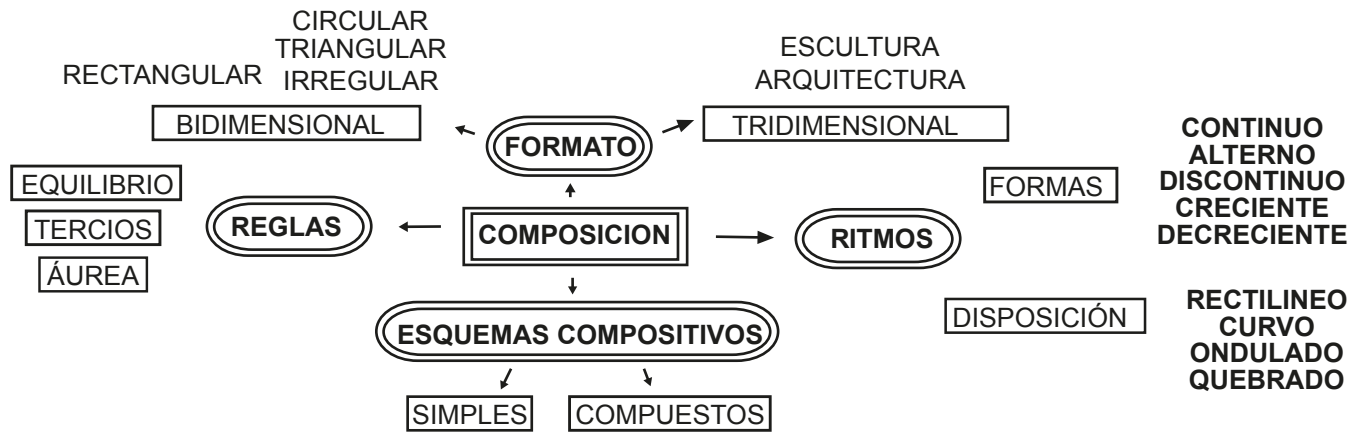 CIRCULAR
TRIANGULAR
IRREGULAR
RECTANGULAR
BIDIMENSIONAL
ESCULTURA
ARQUITECTURA
TRIDIMENSIONAL
FORMATO
EQUILIBRIO
TERCIOS
ÁUREA
REGLAS
COMPOSICION
RITMOS
FORMAS
CONTINUO
ALTERNO
DISCONTINUO
CRECIENTE
DECRECIENTE
DISPOSICIÓN
RECTILINEO
CURVO
ONDULADO
QUEBRADO
ESQUEMAS COMPOSITIVOS
SIMPLES
COMPUESTOS